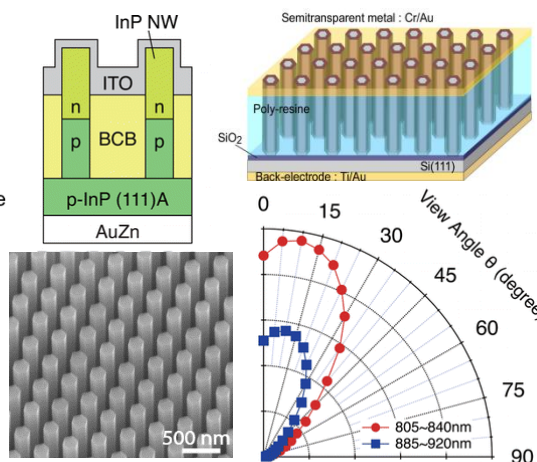 InP NW
ITO
n
n
p
BCB
p
p-InP (111)A
AuZn
e
Semitransparent metal : Cr/Au
Poly-resine
SiO2
Si(111)
Back-electrode : Ti/Au
500 nm
0
15
30
45
60
75
90
View Angle θ (degree)
805~840nm
885~920nm